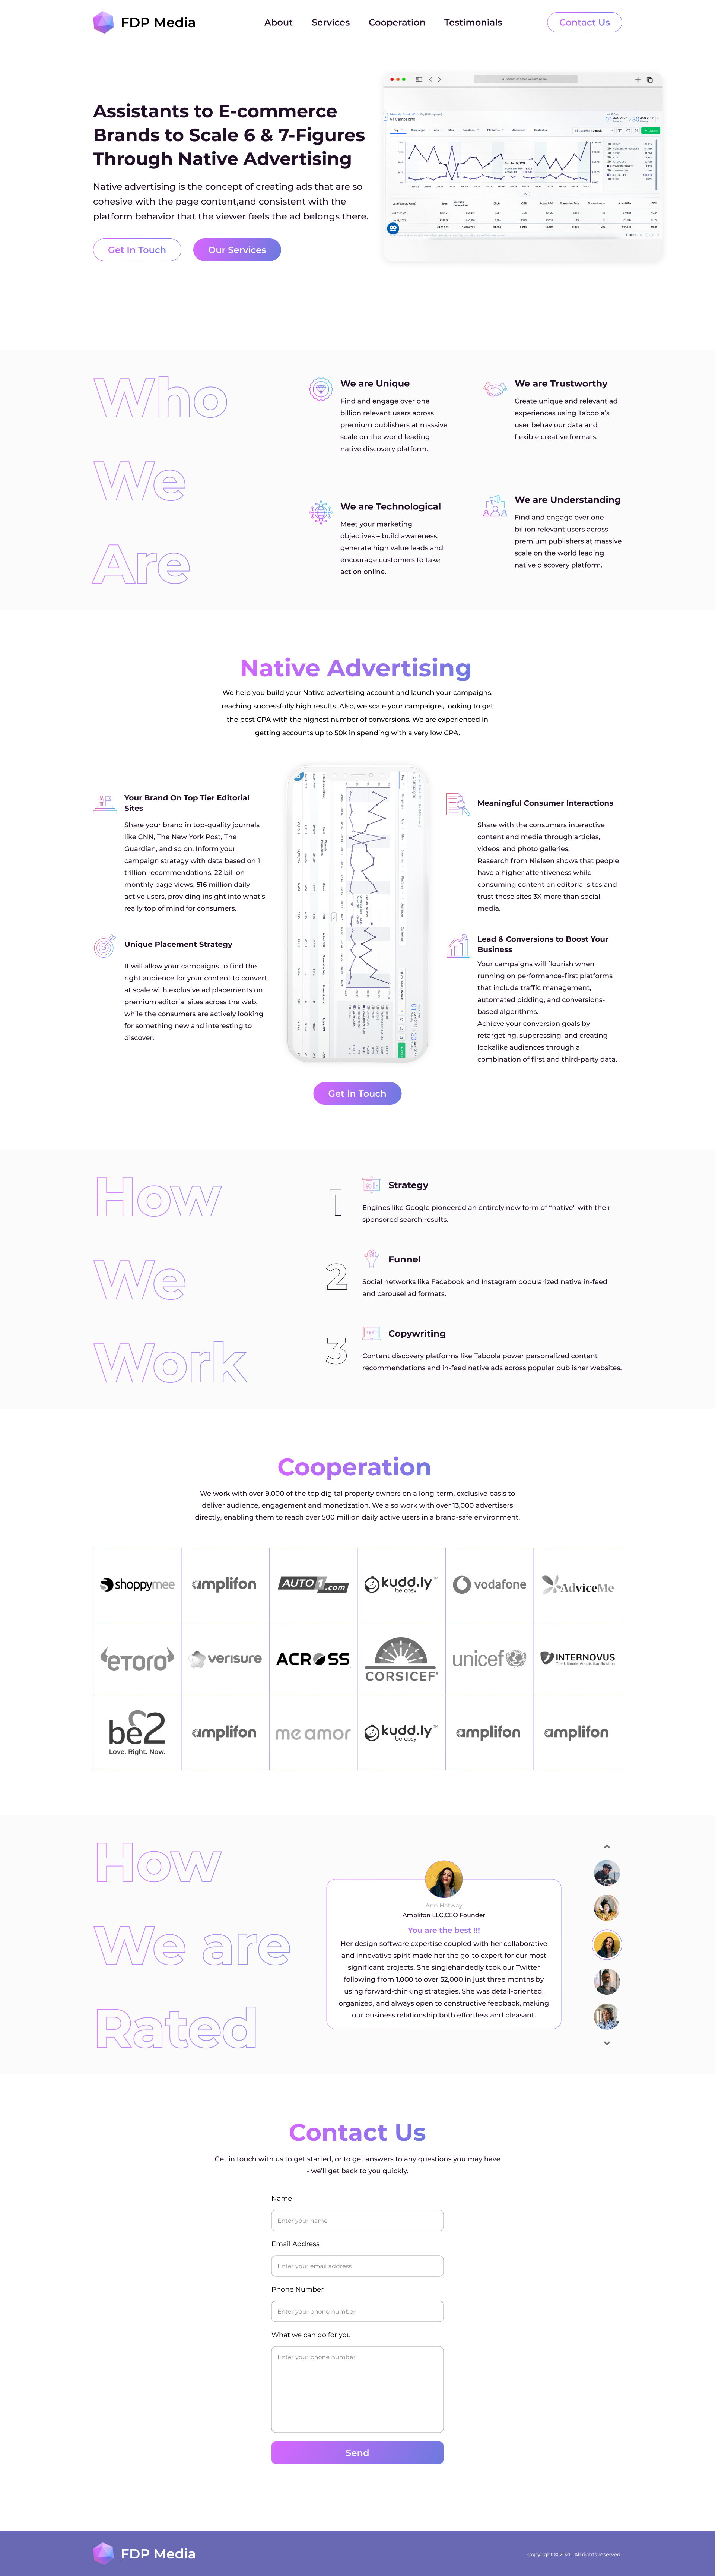 FDP Media
About
Services
Cooperation
Testimonials
Contact Us
Assistants to E-commerce
Brands to Scale 6 & 7-Figures
Through Native Advertising
Native advertising is the concept of creating ads that are so
cohesive with the page content,and consistent with the
platform behavior that the viewer feels the ad belongs there.
Get In Touch
Our Services
All Campaigns
Who
We
Are
We are Unique
Find and engage over one
billion relevant users across
premium publishers at massive
scale on the world leading
native discovery platform.
We are Trustworthy
Create unique and relevant ad
experiences using Taboola's
user behaviour data and
flexible creative formats.
We are Technological
Meet your marketing
objectives – build awareness,
generate high value leads and
encourage customers to take
action online.
We are Understanding
Find and engage over one
billion relevant users across
premium publishers at massive
scale on the world leading
native discovery platform.
Native Advertising
We help you build your Native advertising account and launch your campaigns,
reaching successfully high results. Also, we scale your campaigns, looking to get
the best CPA with the highest number of conversions. We are experienced in
getting accounts up to 50k in spending with a very low CPA.
Your Brand On Top Tier Editorial
Sites
Share your brand in top-quality journals
like CNN, The New York Post, The
Guardian, and so on. Inform your
campaign strategy with data based on 1
trillion recommendations, 22 billion
monthly page views, 516 million daily
active users, providing insight into what's
really top of mind for consumers.
Unique Placement Strategy
It will allow your campaigns to find the
right audience for your content to convert
at scale with exclusive ad placements on
premium editorial sites across the web,
while the consumers are actively looking
for something new and interesting to
discover.
Meaningful Consumer Interactions
Share with the consumers interactive
content and media through articles,
videos, and photo galleries.
Research from Nielsen shows that people
have a higher attentiveness while
consuming content on editorial sites and
trust these sites 3X more than social
media.
Lead & Conversions to Boost Your
Business
Your campaigns will flourish when
running on performance-first platforms
that include traffic management,
automated bidding, and conversions-
based algorithms.
Achieve your conversion goals by
retargeting, suppressing, and creating
lookalike audiences through a
combination of first and third-party data.
Get In Touch
How
We
Work
1
Strategy
Engines like Google pioneered an entirely new form of “native” with their
sponsored search results.
2
Funnel
Social networks like Facebook and Instagram popularized native in-feed
and carousel ad formats.
3
Copywriting
Content discovery platforms like Taboola power personalized content
recommendations and in-feed native ads across popular publisher websites.
Cooperation
We work with over 9,000 of the top digital property owners on a long-term, exclusive basis to
deliver audience, engagement and monetization. We also work with over 13,000 advertisers
directly, enabling them to reach over 500 million daily active users in a brand-safe environment.
shoppymee
amplifon
AUTO1.com
kudd.ly
be cosy
vodafone
AdviceMe
etoro
verisure
ACROSS
CORSICEF
unicef
INTERNOVUS
The Ultimate Acquisition Solution
be2
Love. Right. Now.
amplifon
me amor
kudd.ly
be cosy
amplifon
amplifon
How
We are
Rated
Ann Hatway
Amplifon LLC,CEO Founder
You are the best !!!
Her design software expertise coupled with her collaborative
and innovative spirit made her the go-to expert for our most
significant projects. She singlehandedly took our Twitter
following from 1,000 to over 52,000 in just three months by
using forward-thinking strategies. She was detail-oriented,
organized, and always open to constructive feedback, making
our business relationship both effortless and pleasant.
Contact Us
Get in touch with us to get started, or to get answers to any questions you may have
- we'll get back to you quickly.
Name
Enter your name
Email Address
Enter your email address
Phone Number
Enter your phone number
What we can do for you
Enter your phone number
Send
FDP Media
Copyright © 2021. All rights reserved.